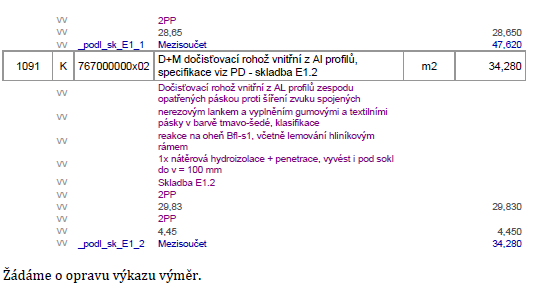 VV 2PP
VV 28,65 28,650
VV _podl_sk_E1_1 Mezisoučet 47,620
1091 K 767000000x02 D+M dočisťovací rohož vnitřní z Al profilů, m2 34,280
specifikace viz PD - skladba E1.2
VV Dočisťovací rohož vnitřní z AL profilů zespodu
opatřených páskou proti šíření zvuku spojených
VV nerezovým lankem a vyplněním gumovými a textilními
pásky v barvě tmavo-šedé, klasifikace
VV reakce na oheň Bfl-s1, včetně lemování hliníkovým
rámem
VV 1x nátěrová hydroizolace + penetrace, vyvést i pod sokl
do v = 100 mm
VV Skladba E1.2
VV 2PP
VV 29,83 29,830
VV 2PP
VV 4,45 4,450
VV _podl_sk_E1_2 Mezisoučet 34,280
Žádáme o opravu výkazu výměr.